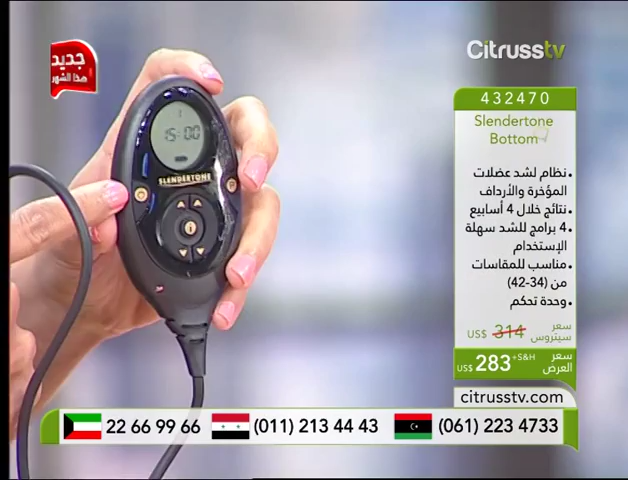 جديد
هذا الشهر
Citrusstv
432470
Slendertone
Bottom
نظام لشد عضلات
المؤخرة والأرداف
نتائج خلال 4 أسابيع
4 برامج للشد سهلة
الإستخدام
مناسب للمقاسات
من (34-42)
وحدة تحكم
سعر
سيتروس
US$ 314
سعر
العرض
US$ 283 +S&H
citrusstv.com
22 66 99 66
(011) 213 44 43
(061) 223 4733
15:00
SLENDERTONE
i